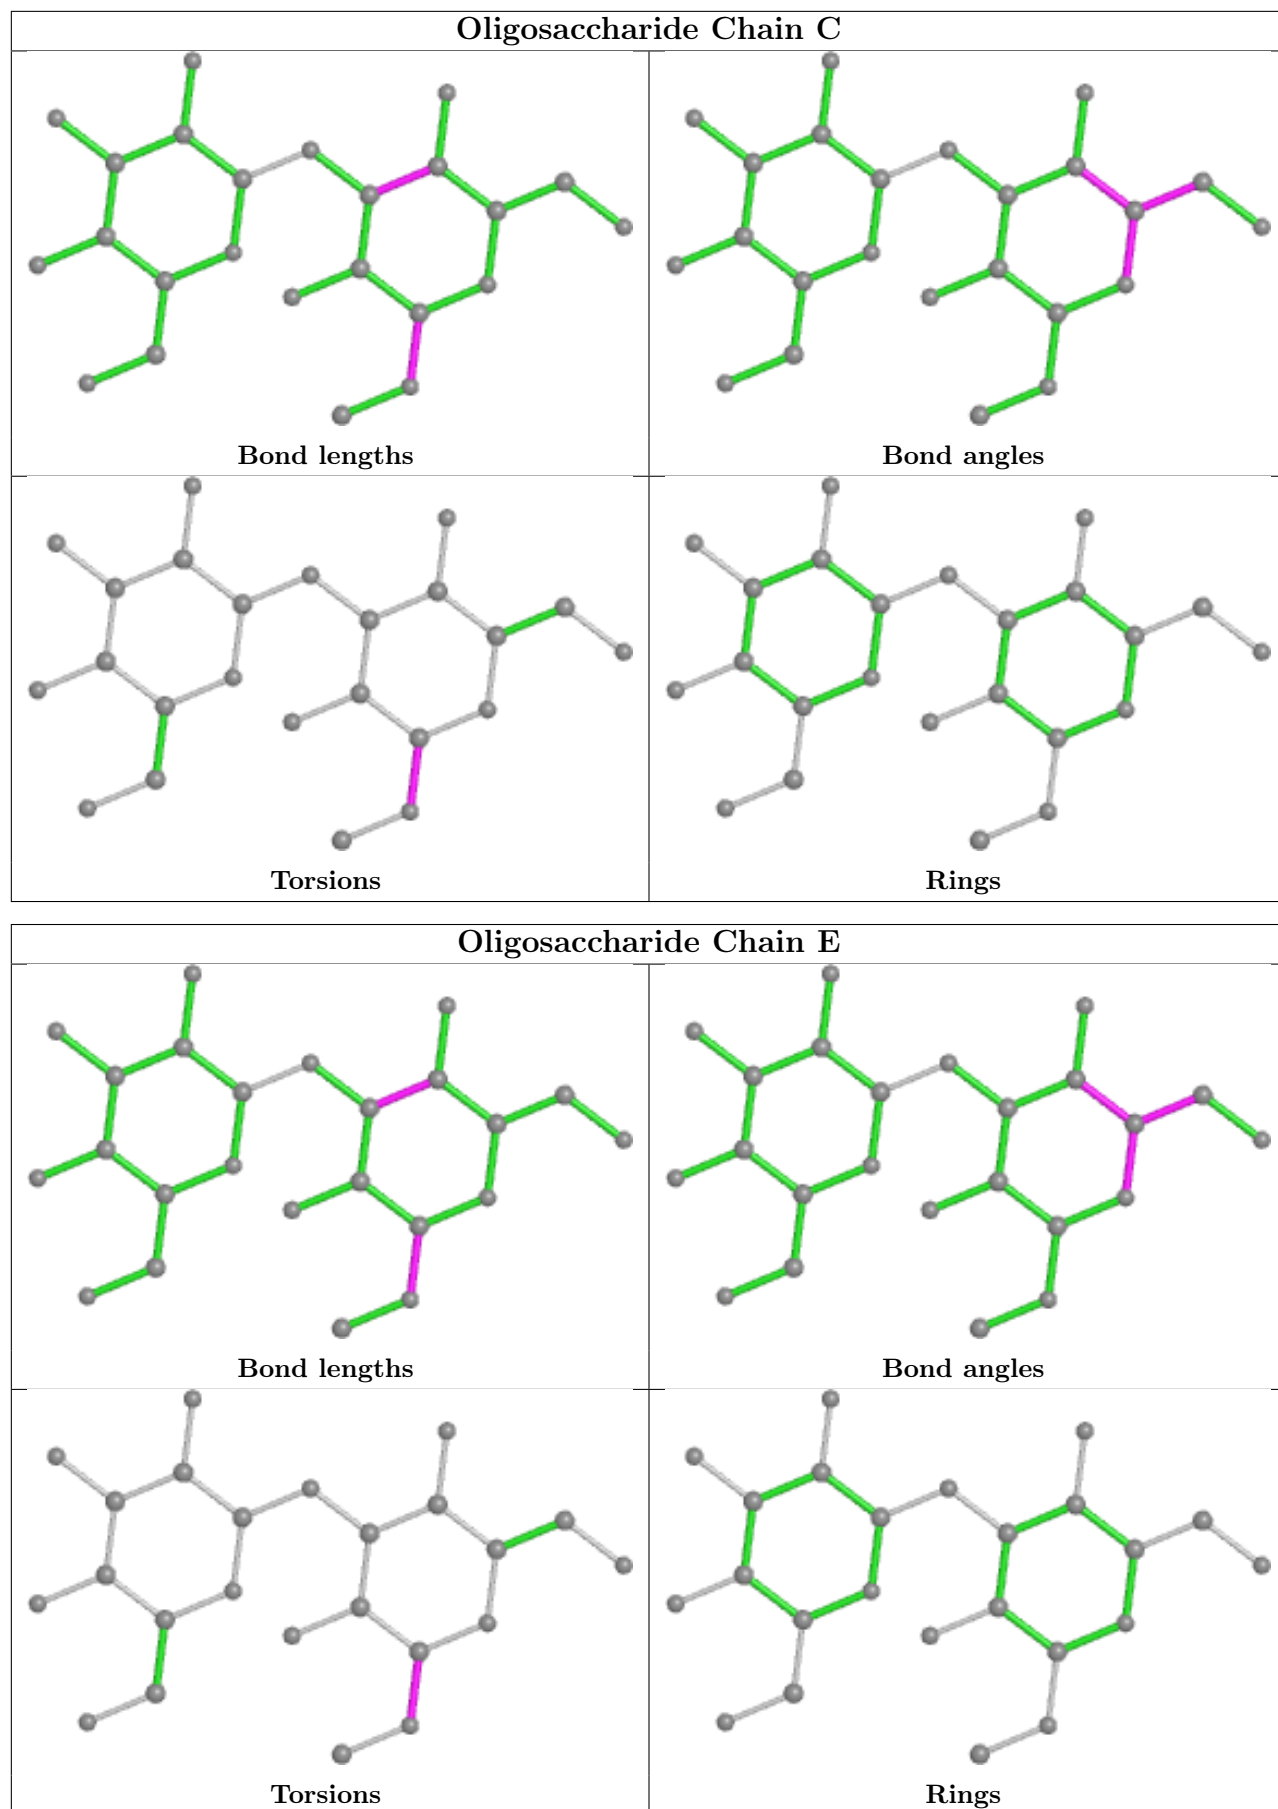 Oligosaccharide Chain C
Bond lengths
Bond angles
Torsions
Rings
Oligosaccharide Chain E
Bond lengths
Bond angles
Torsions
Rings